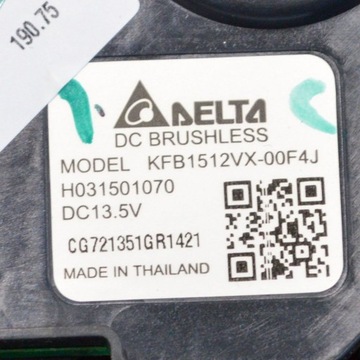 190.75
DELTA
DC BRUSHLESS
MODEL KFB1512VX-00F4J
H031501070
DC13.5V
CG721351GR1421
MADE IN THAILAND